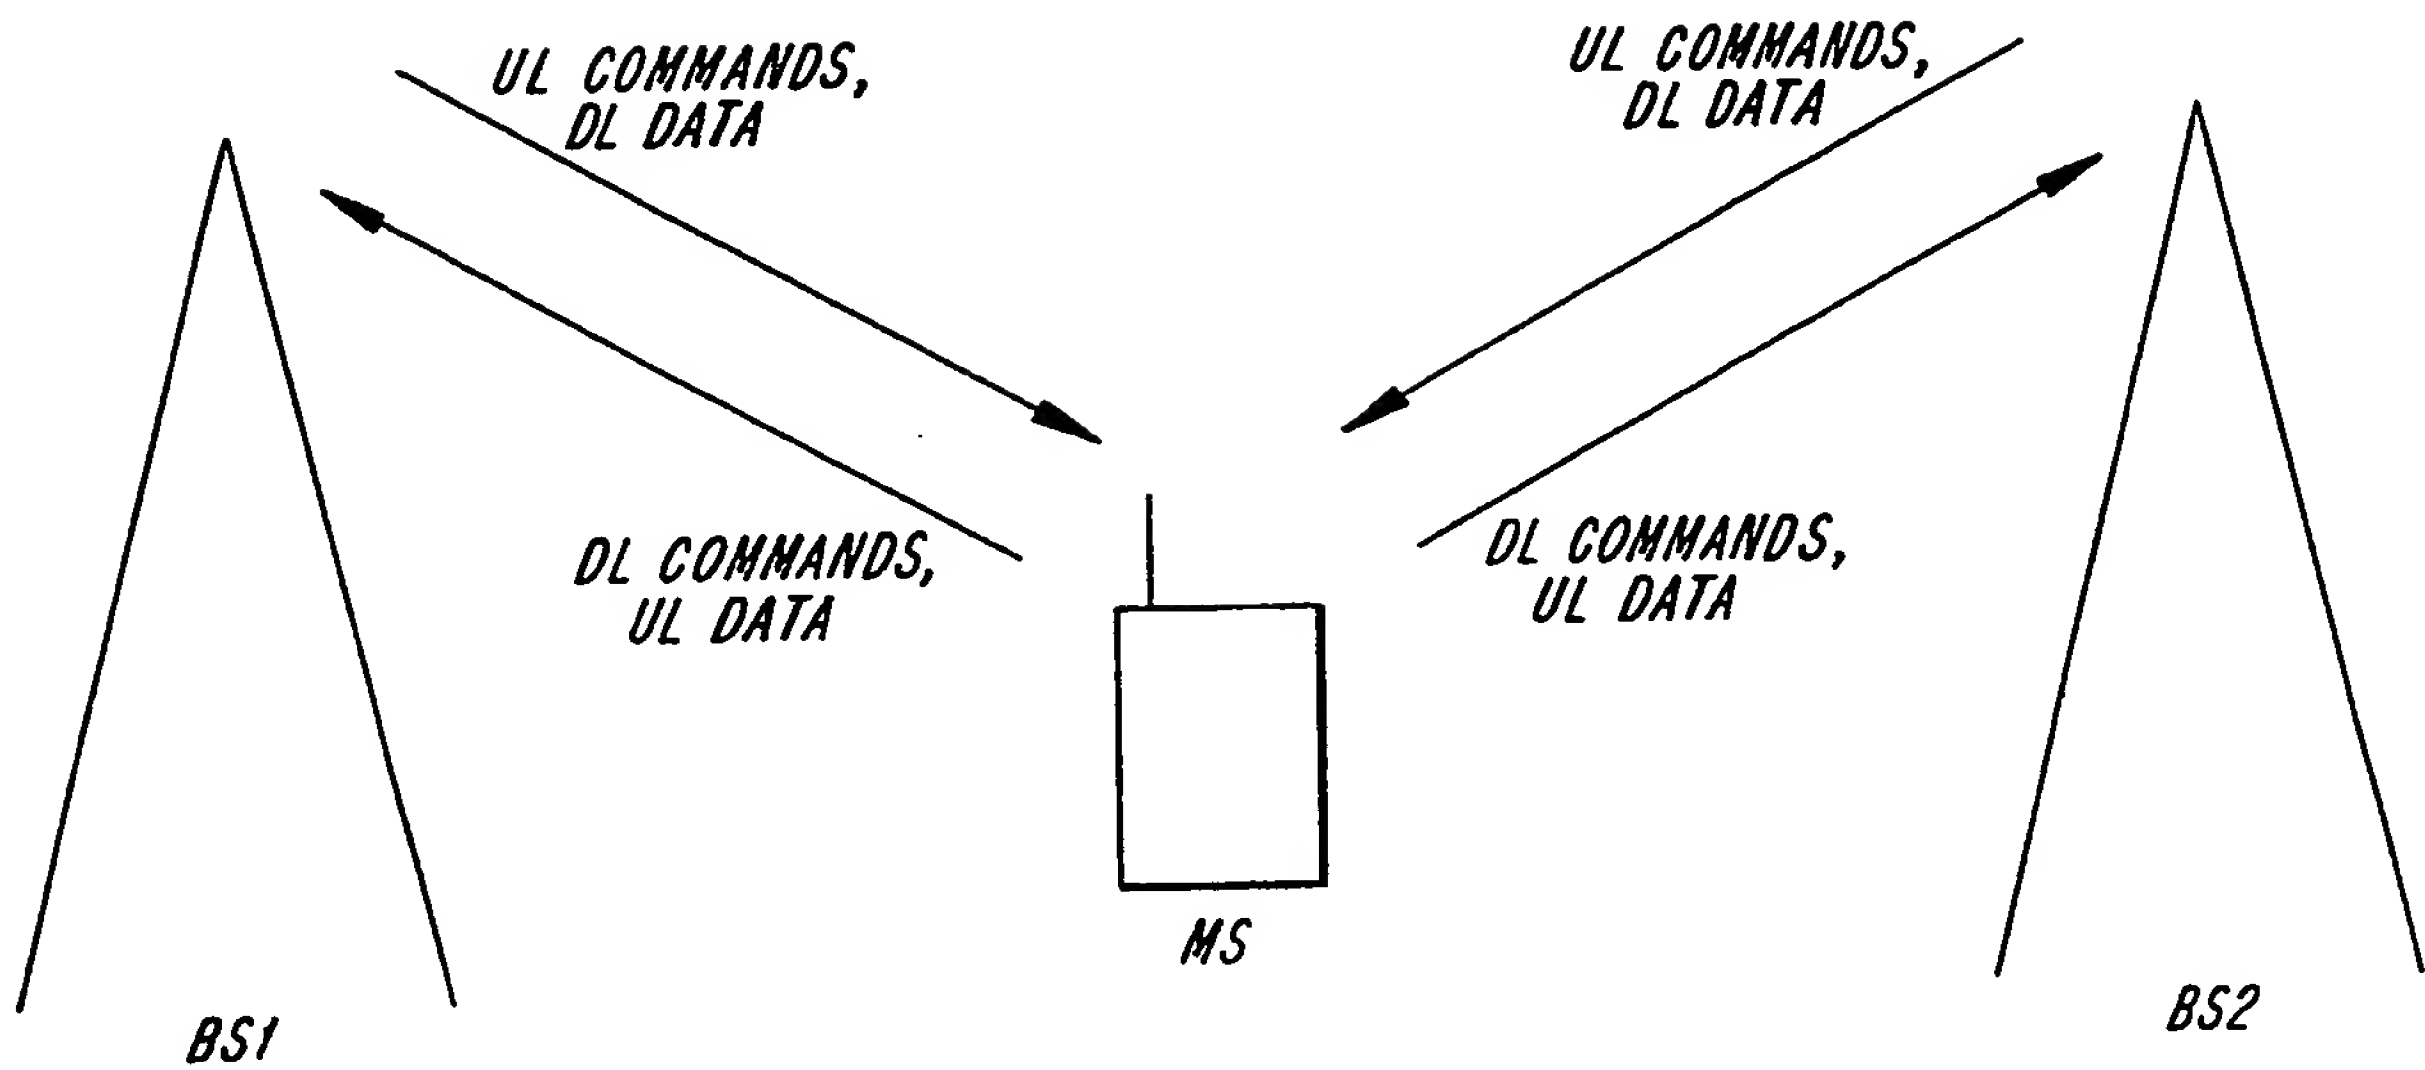 UL COMMANDS,
DL DATA
UL COMMANDS,
DL DATA
DL COMMANDS,
UL DATA
DL COMMANDS,
UL DATA
MS
BS1
BS2